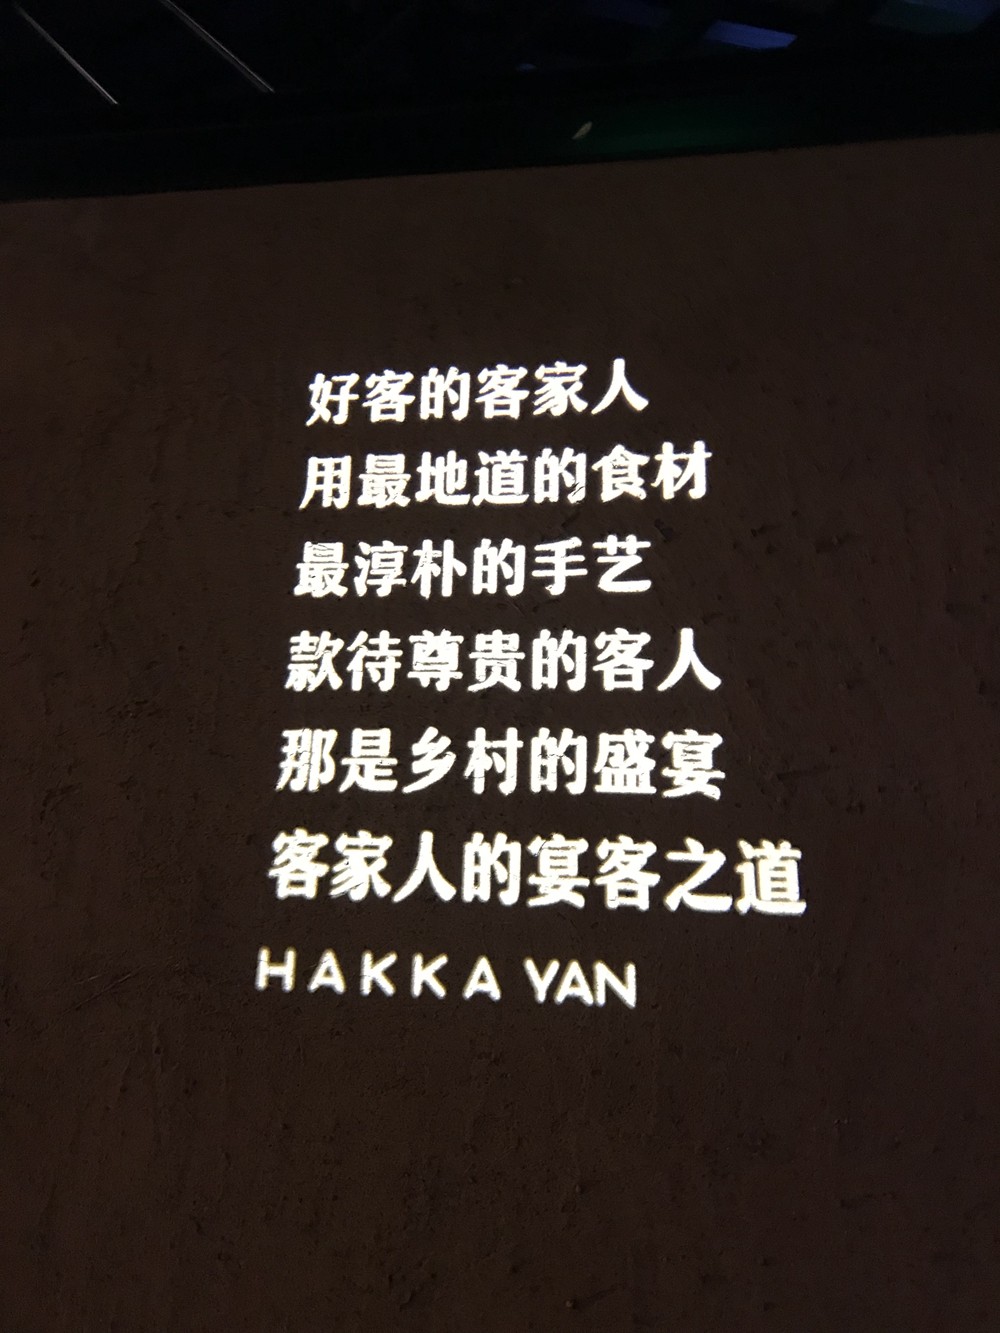 好客的客家人
用最地道的食材
最淳朴的手艺
款待尊贵的客人
那是乡村的盛宴
客家人的宴客之道
HAKKA YAN